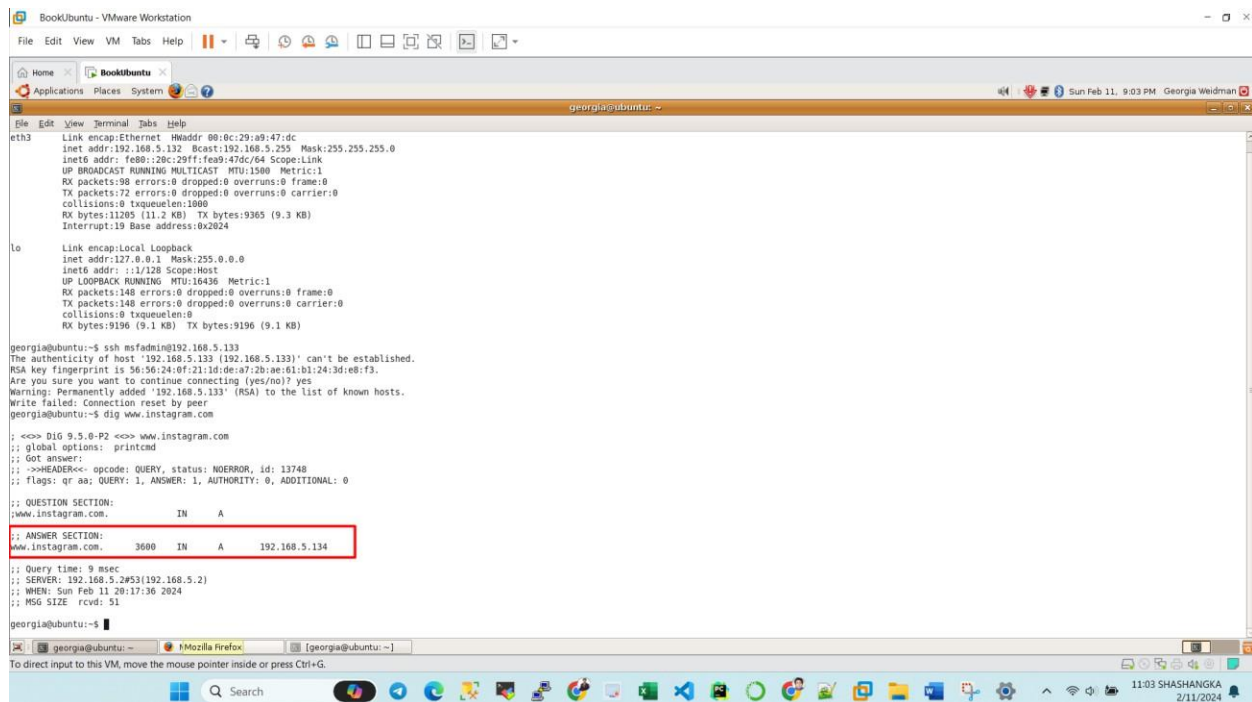 BookUbuntu - VMware Workstation
File Edit View VM Tabs Help
Home BookUbuntu
Applications Places System Sun Feb 11, 9:03 PM Georgia Weidman
georgia@ubuntu: ~
File Edit View Terminal Tabs Help
eth3 Link encap:Ethernet HWaddr 00:0c:29:a9:47:dc
inet addr:192.168.5.132 Bcast:192.168.5.255 Mask:255.255.255.0
inet6 addr: fe80::20c:29ff:fea9:47dc/64 Scope:Link
UP BROADCAST RUNNING MULTICAST MTU:1500 Metric:1
RX packets:98 errors:0 dropped:0 overruns:0 frame:0
TX packets:72 errors:0 dropped:0 overruns:0 carrier:0
collisions:0 txqueuelen:1000
RX bytes:11205 (11.2 KB) TX bytes:9365 (9.3 KB)
Interrupt:19 Base address:0x2024
lo Link encap:Local Loopback
inet addr:127.0.0.1 Mask:255.0.0.0
inet6 addr: ::1/128 Scope:Host
UP LOOPBACK RUNNING MTU:16436 Metric:1
RX packets:148 errors:0 dropped:0 overruns:0 frame:0
TX packets:148 errors:0 dropped:0 overruns:0 carrier:0
collisions:0 txqueuelen:0
RX bytes:9196 (9.1 KB) TX bytes:9196 (9.1 KB)
georgia@ubuntu:~$ ssh msfadmin@192.168.5.133
The authenticity of host '192.168.5.133 (192.168.5.133)' can't be established.
RSA key fingerprint is 56:56:24:0f:21:1d:de:a7:2b:ae:61:b1:24:3d:e8:f3.
Are you sure you want to continue connecting (yes/no)? yes
Warning: Permanently added '192.168.5.133' (RSA) to the list of known hosts.
Write failed: Connection reset by peer
georgia@ubuntu:~$ dig www.instagram.com
; <<>> DiG 9.5.0-P2 <<>> www.instagram.com
;; global options: printcmd
;; Got answer:
;; ->>HEADER<<- opcode: QUERY, status: NOERROR, id: 13748
;; flags: qr aa; QUERY: 1, ANSWER: 1, AUTHORITY: 0, ADDITIONAL: 0
;; QUESTION SECTION:
;www.instagram.com. IN A
;; ANSWER SECTION:
www.instagram.com. 3600 IN A 192.168.5.134
;; Query time: 9 msec
;; SERVER: 192.168.5.2#53(192.168.5.2)
;; WHEN: Sun Feb 11 20:17:36 2024
;; MSG SIZE rcvd: 51
georgia@ubuntu:~$
georgia@ubuntu: ~ Mozilla Firefox [georgia@ubuntu: ~]
To direct input to this VM, move the mouse pointer inside or press Ctrl+G.
Search 11:03 SHASHANGKA
2/11/2024